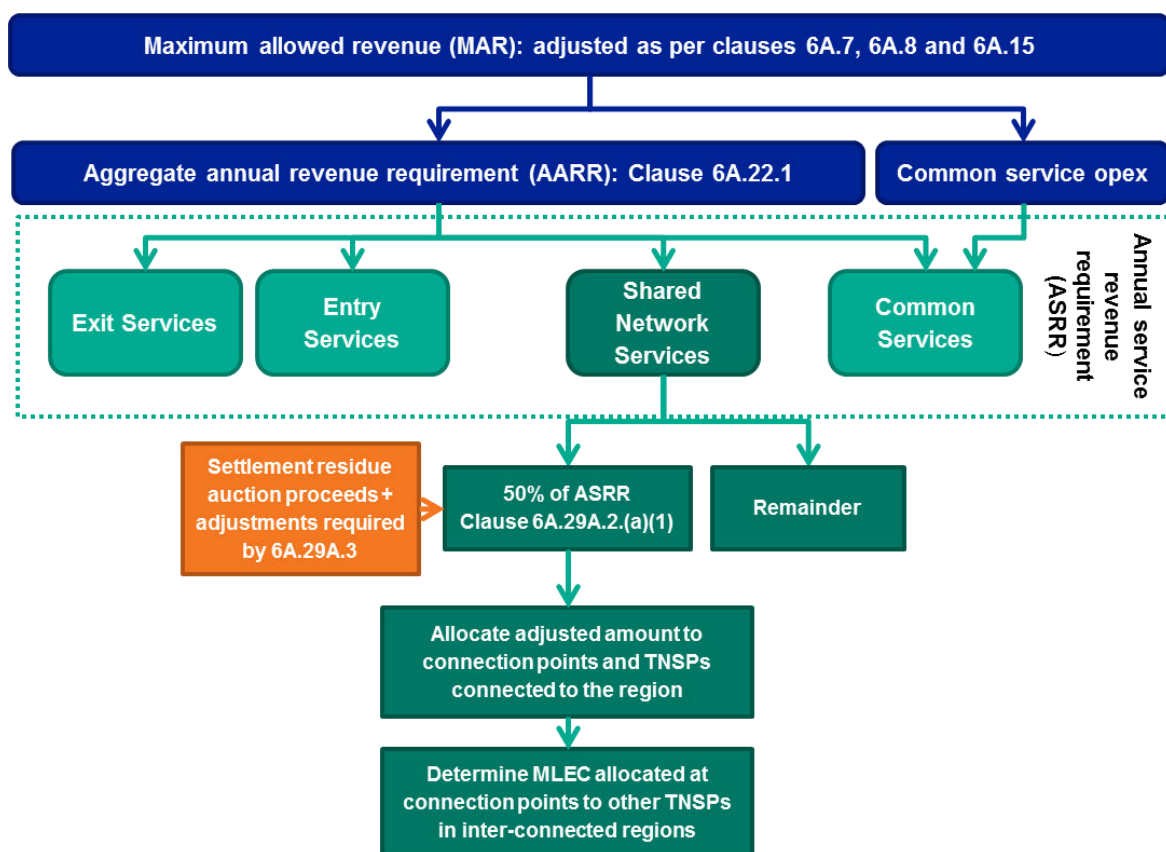 Maximum allowed revenue (MAR): adjusted as per clauses 6A.7, 6A.8 and 6A.15
Aggregate annual revenue requirement (AARR): Clause 6A.22.1
Common service opex
Exit Services
Entry
Services
Shared
Network
Services
Common
Services
Annual service
revenue
requirement
(ASRR)
Settlement residue
auction proceeds +
adjustments required
by 6A.29A.3
50% of ASRR
Clause 6A.29A.2.(a)(1)
Remainder
Allocate adjusted amount to
connection points and TNSPs
connected to the region
Determine MLEC allocated at
connection points to other TNSPs
in inter-connected regions